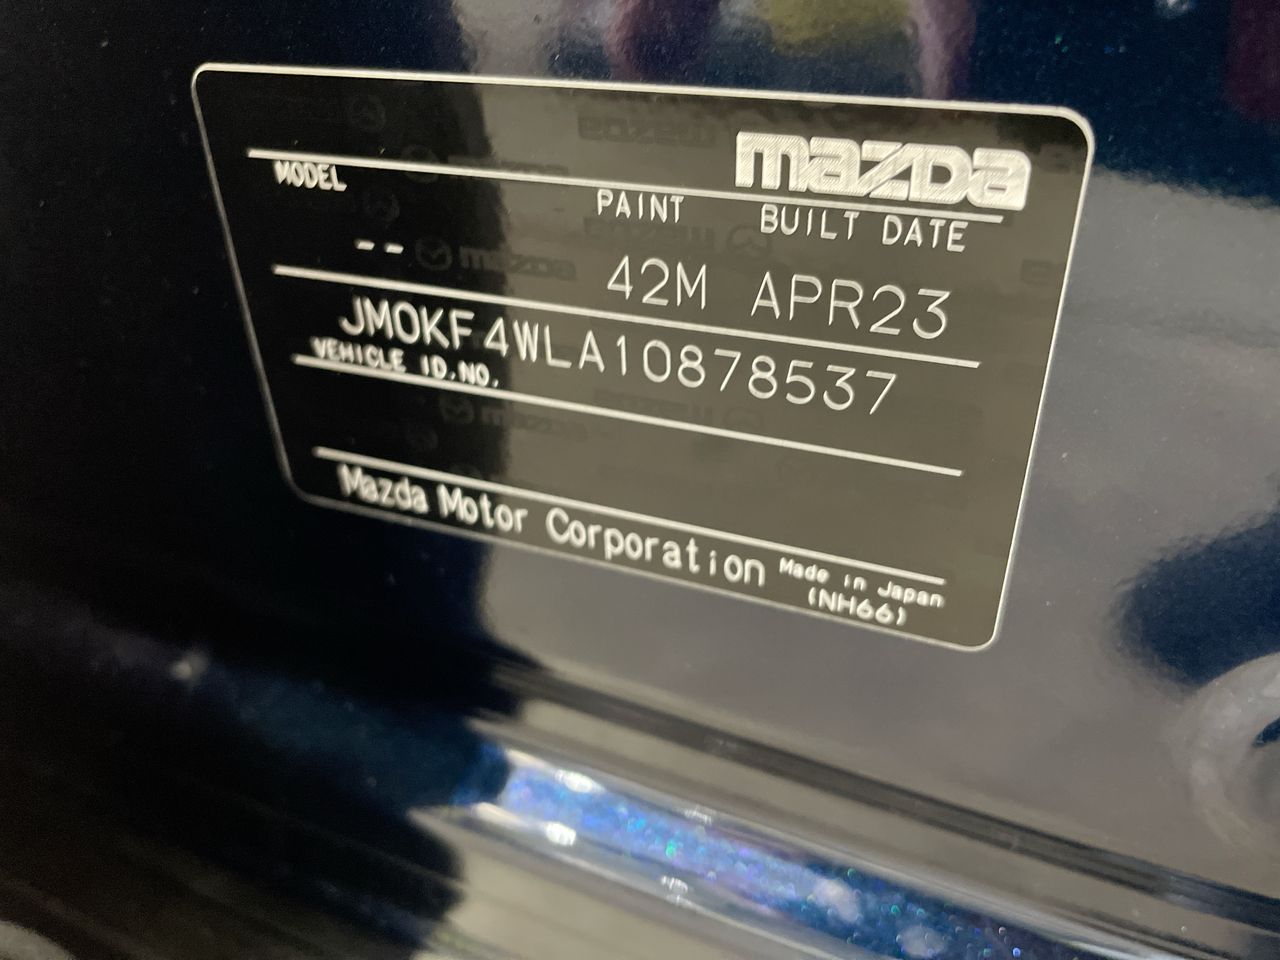 mazda
MODEL PAINT BUILT DATE
-- 42M APR23
JM0KF4WLA10878537
VEHICLE ID.NO.
Mazda Motor Corporation Made in Japan
(NH66)